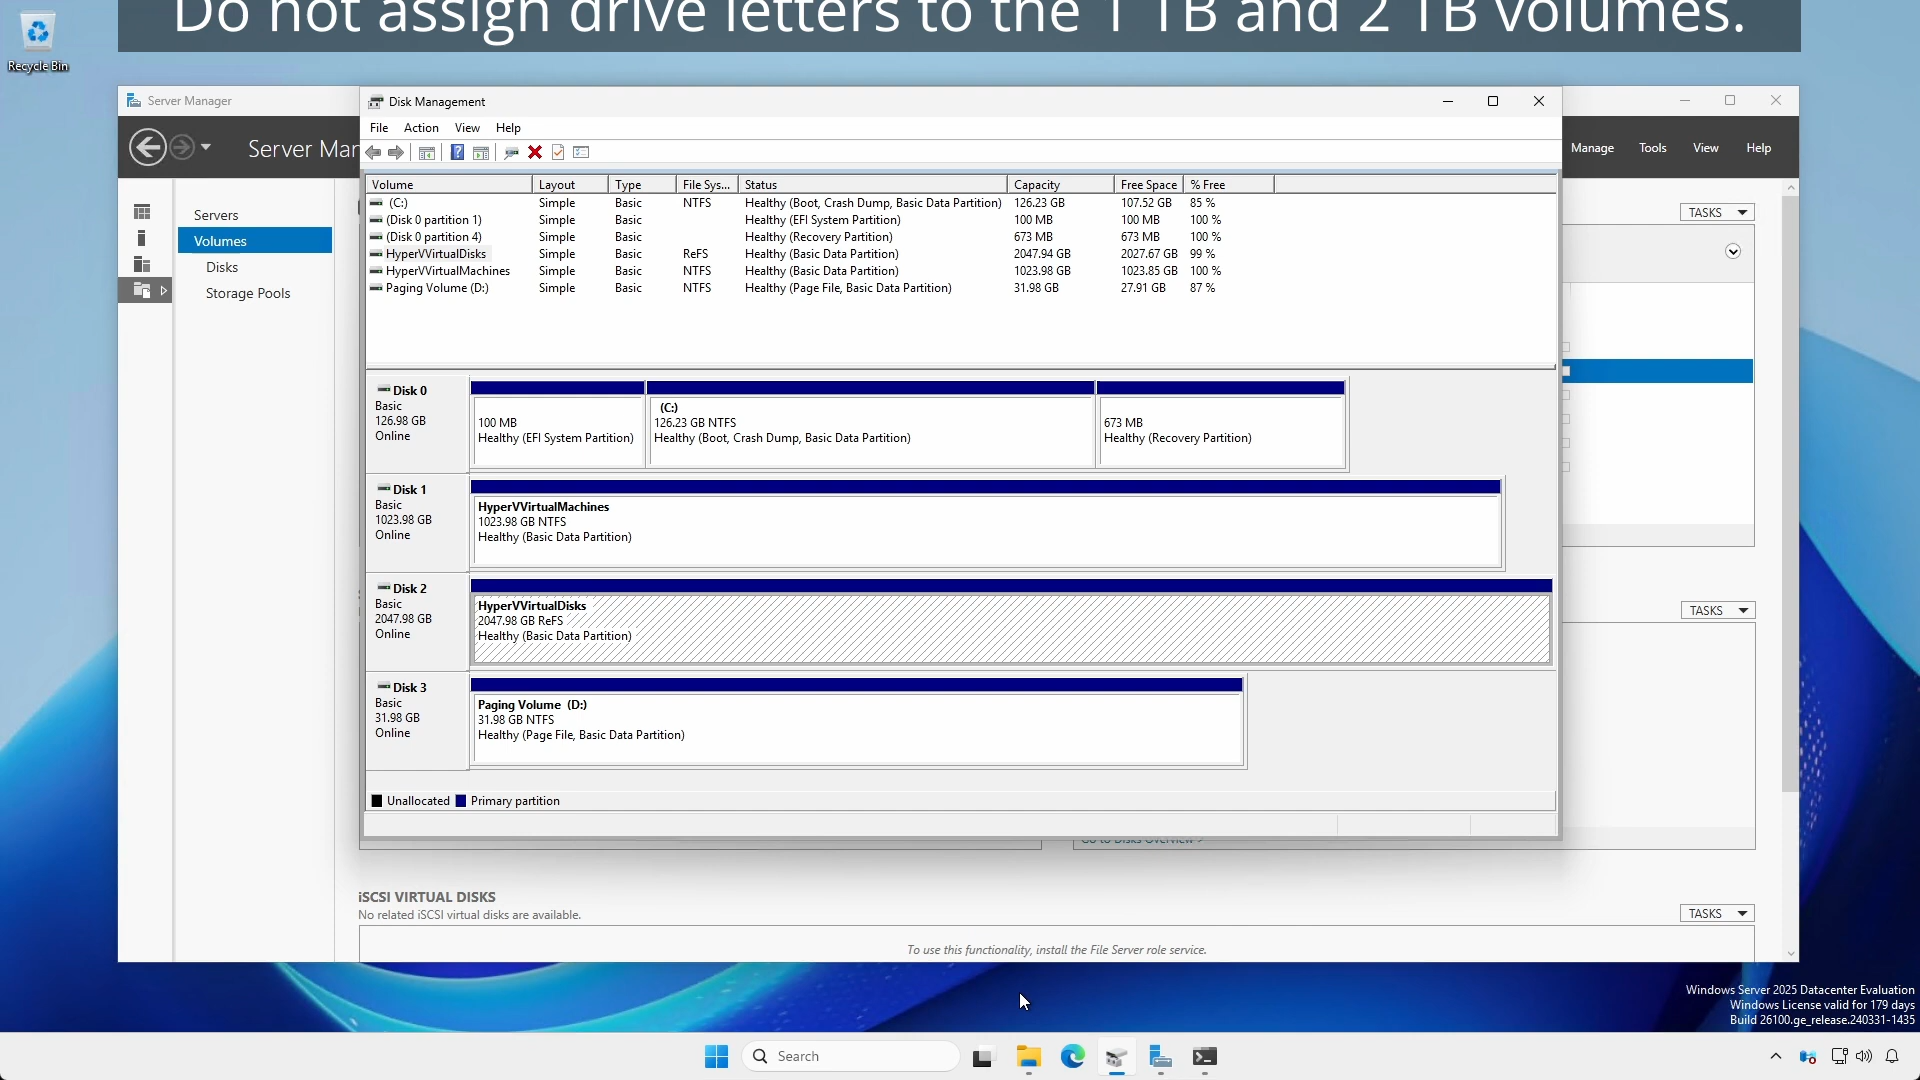 Do not assign drive letters to the 1 TB and 2 TB volumes.
Recycle Bin
Server Manager
Disk Management
File Action View Help
Server Mar
Manage Tools View Help
Servers
Volumes
Disks
Storage Pools
TASKS
Volume Layout Type File Sys... Status Capacity Free Space % Free
(C:) Simple Basic NTFS Healthy (Boot, Crash Dump, Basic Data Partition) 126.23 GB 107.52 GB 85 %
(Disk 0 partition 1) Simple Basic Healthy (EFI System Partition) 100 MB 100 MB 100 %
(Disk 0 partition 4) Simple Basic Healthy (Recovery Partition) 673 MB 673 MB 100 %
HyperVVirtualDisks Simple Basic ReFS Healthy (Basic Data Partition) 2047.94 GB 2027.67 GB 99 %
HyperVVirtualMachines Simple Basic NTFS Healthy (Basic Data Partition) 1023.98 GB 1023.85 GB 100 %
Paging Volume (D:) Simple Basic NTFS Healthy (Page File, Basic Data Partition) 31.98 GB 27.91 GB 87 %
Disk 0
Basic
126.98 GB
Online
100 MB
Healthy (EFI System Partition)
(C:)
126.23 GB NTFS
Healthy (Boot, Crash Dump, Basic Data Partition)
673 MB
Healthy (Recovery Partition)
Disk 1
Basic
1023.98 GB
Online
HyperVVirtualMachines
1023.98 GB NTFS
Healthy (Basic Data Partition)
Disk 2
Basic
2047.98 GB
Online
HyperVVirtualDisks
2047.98 GB ReFS
Healthy (Basic Data Partition)
TASKS
Disk 3
Basic
31.98 GB
Online
Paging Volume (D:)
31.98 GB NTFS
Healthy (Page File, Basic Data Partition)
Unallocated Primary partition
Go to Disks Overview >
iSCSI VIRTUAL DISKS
No related iSCSI virtual disks are available.
TASKS
To use this functionality, install the File Server role service.
Windows Server 2025 Datacenter Evaluation
Windows License valid for 179 days
Build 26100.ge_release.240331-1435
Search